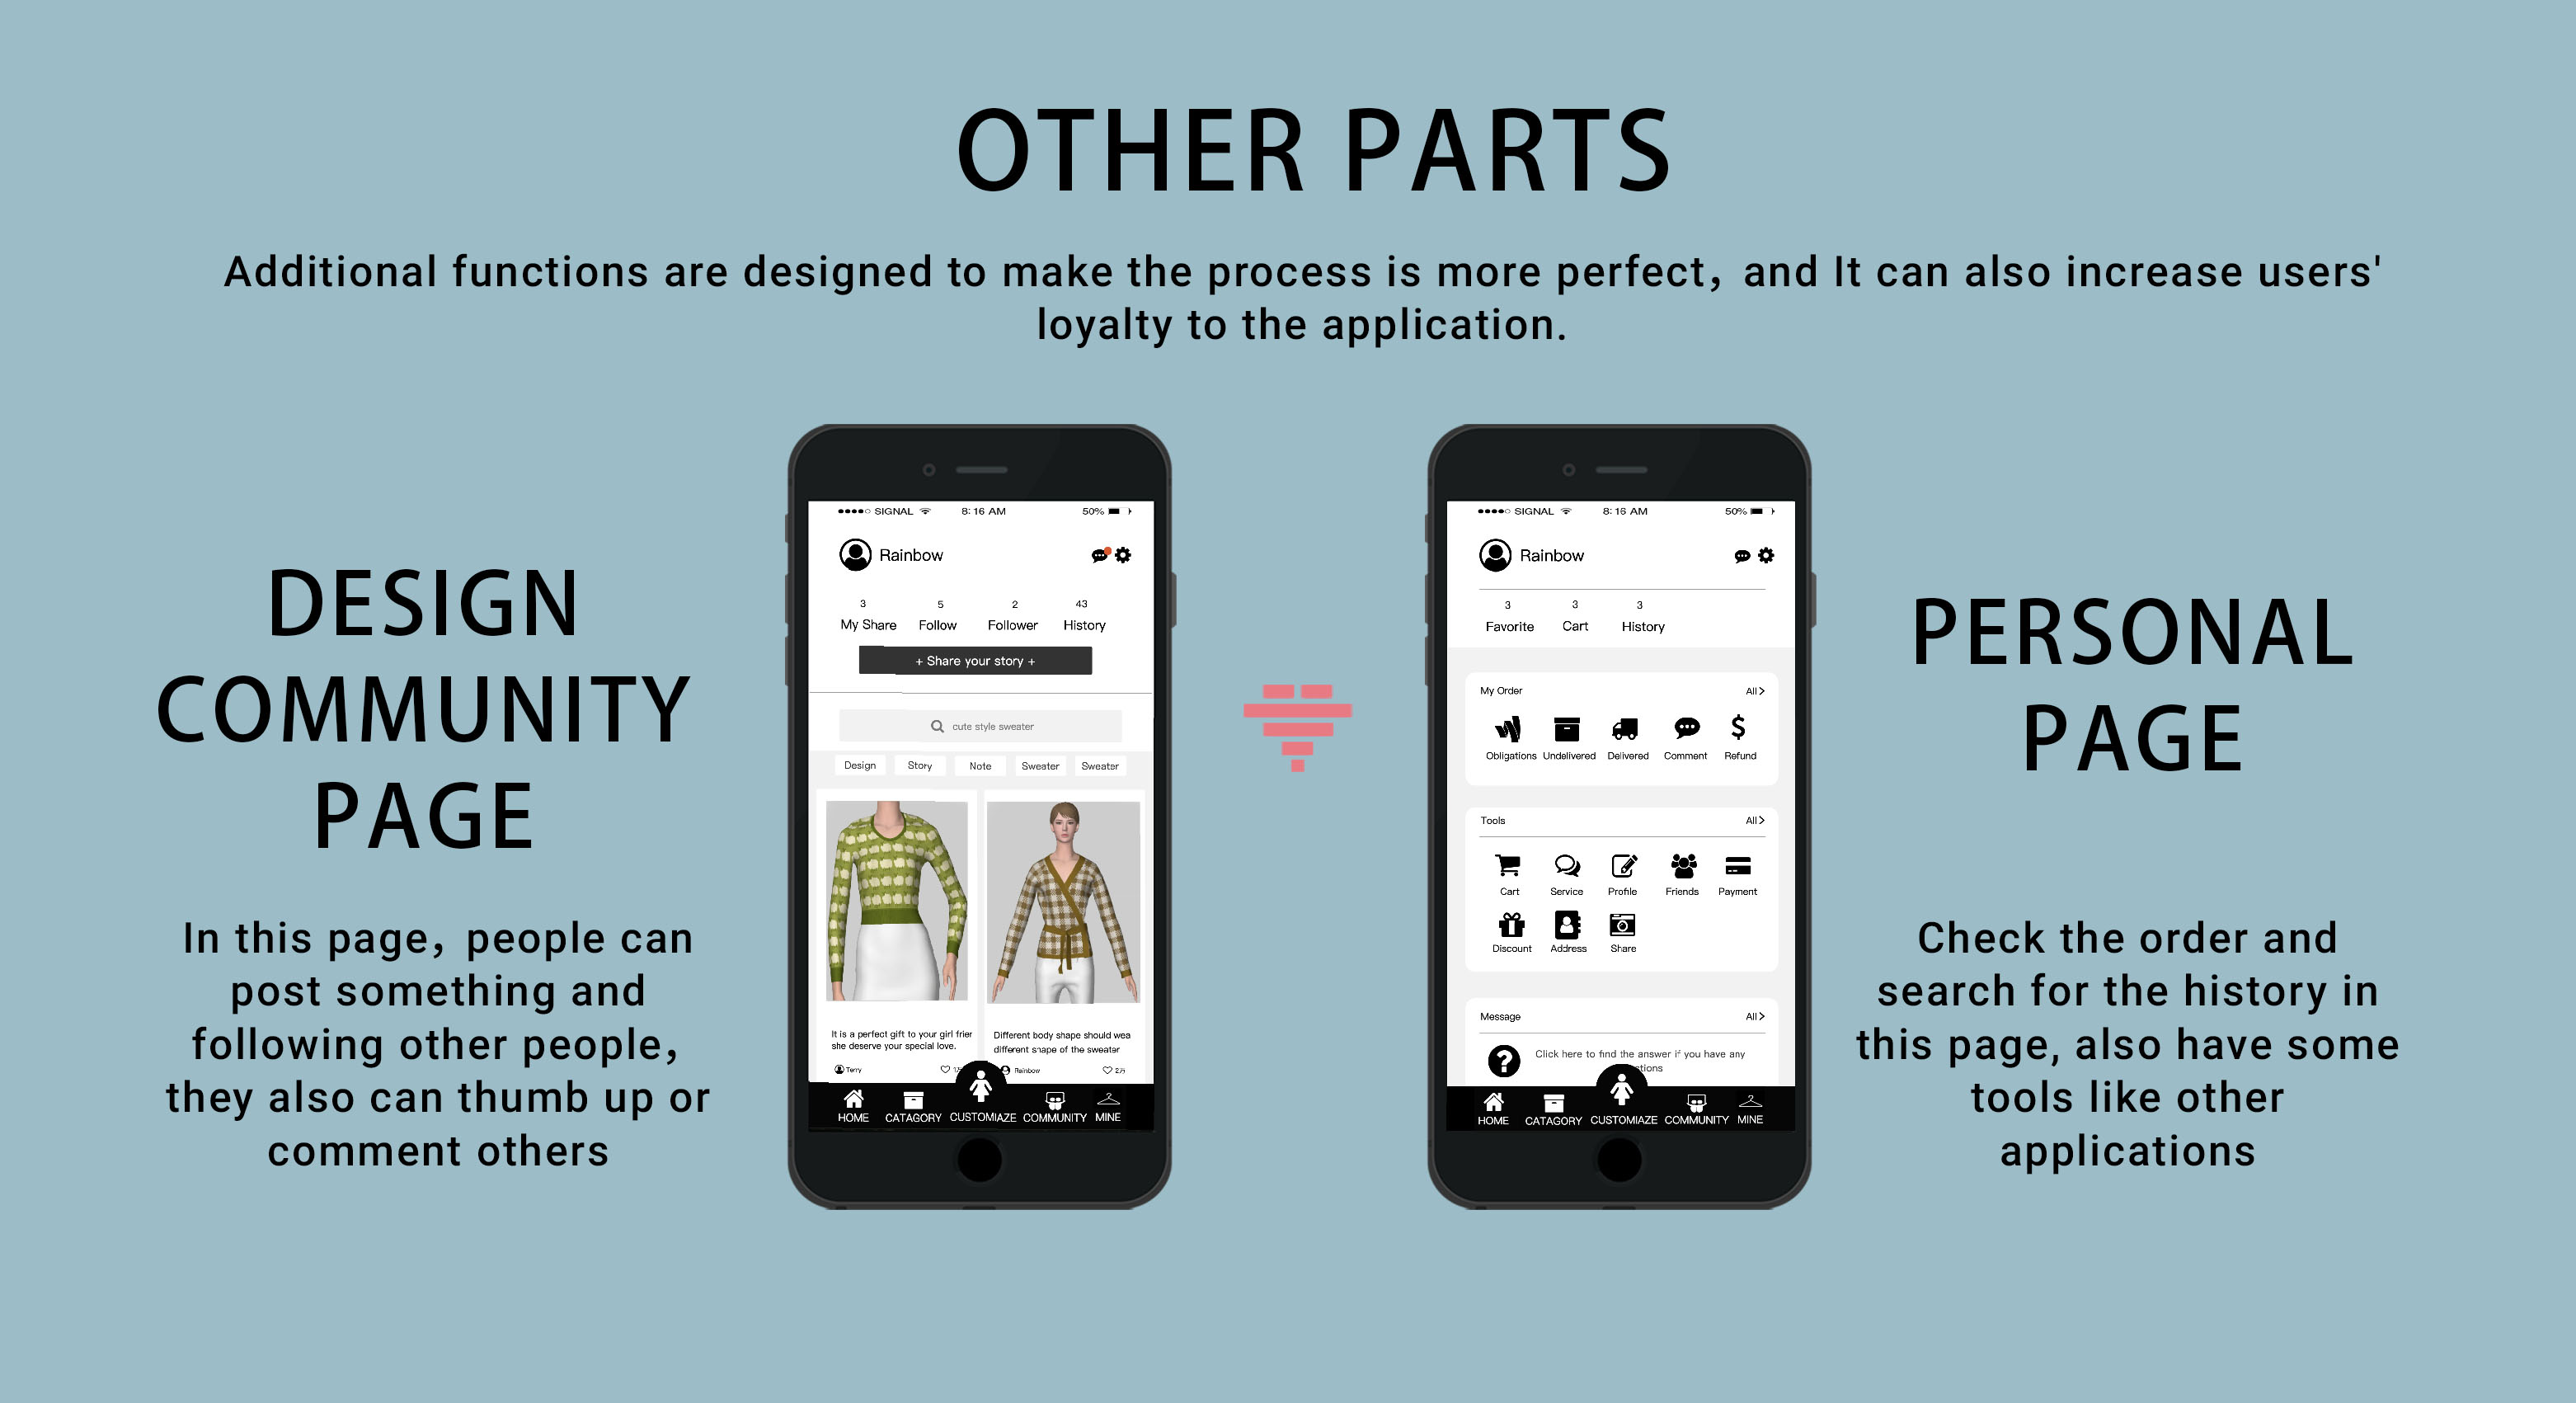 OTHER PARTS
Additional functions are designed to make the process is more perfect，and It can also increase users'
loyalty to the application.
DESIGN
COMMUNITY
PAGE
In this page，people can
post something and
following other people，
they also can thumb up or
comment others
SIGNAL 8:16 AM 50%
Rainbow
3 5 2 43
My Share Follow Follower History
+ Share your story +
cute style sweater
Design Story Note Sweater Sweater
It is a perfect gift to your girl frier
she deserve your special love.
Terry
Different body shape should wea
different shape of the sweater
Rainbow
HOME CATAGORY CUSTOMIAZE COMMUNITY MINE
SIGNAL 8:16 AM 50%
Rainbow
3 3 3
Favorite Cart History
My Order All>
Obligations Undelivered Delivered Comment Refund
Tools All>
Cart Service Profile Friends Payment
Discount Address Share
Message All>
Click here to find the answer if you have any
stions
HOME CATAGORY CUSTOMIAZE COMMUNITY MINE
PERSONAL
PAGE
Check the order and
search for the history in
this page, also have some
tools like other
applications